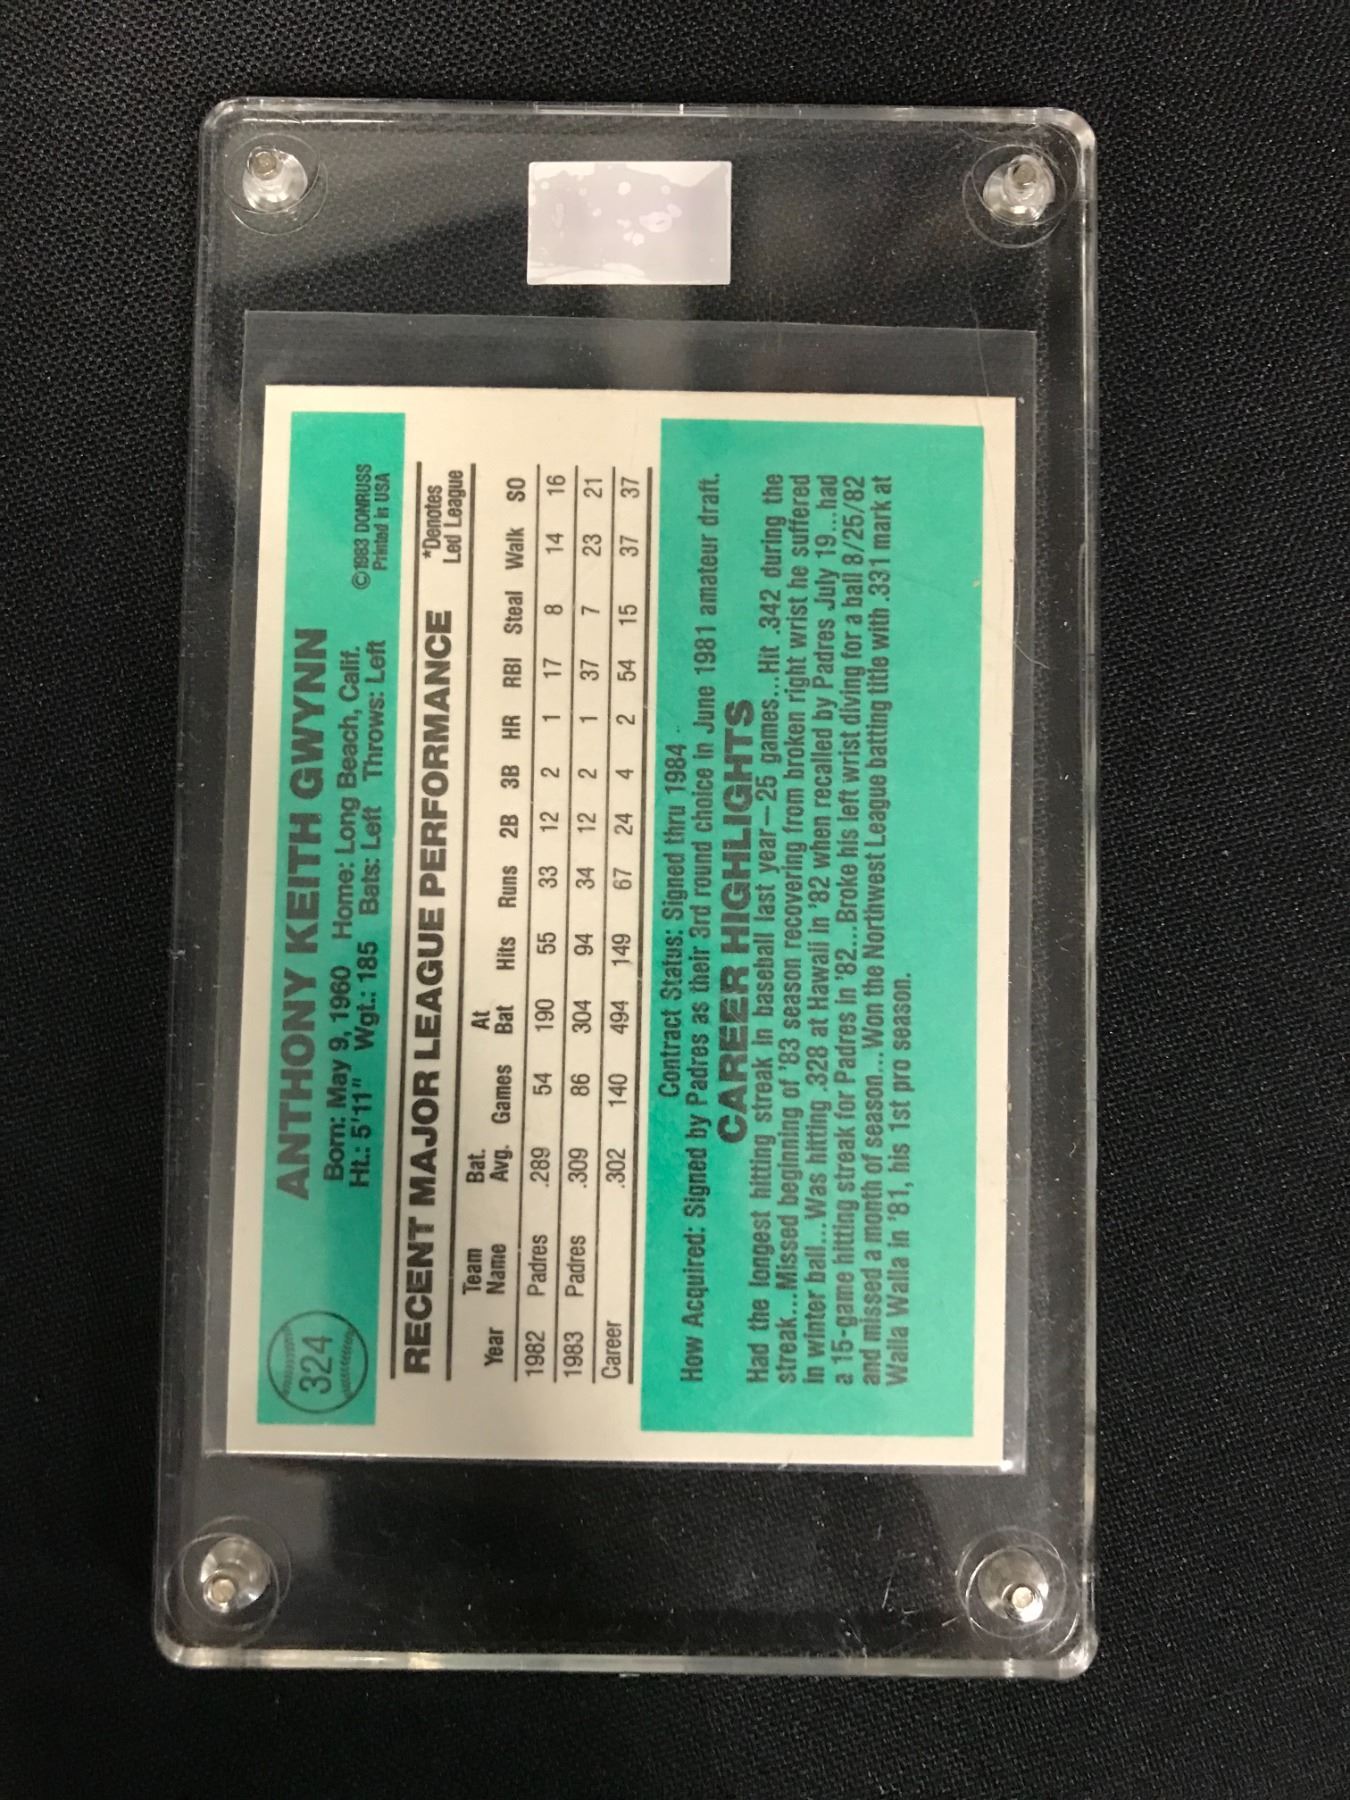 324
ANTHONY KEITH GWYNN
Born: May 9, 1960 Home: Long Beach, Calif.
Ht.: 5'11" Wgt.: 185 Bats: Left Throws: Left
©1983 DONRUSS
Printed in USA
RECENT MAJOR LEAGUE PERFORMANCE
*Denotes
Led League
Year Team Name Bat. Avg. Games At Bat Hits Runs 2B 3B HR RBI Steal Walk SO
1982 Padres .289 54 190 55 33 12 2 1 17 8 14 16
1983 Padres .309 86 304 94 34 12 2 1 37 7 23 21
Career .302 140 494 149 67 24 4 2 54 15 37 37
Contract Status: Signed thru 1984
How Acquired: Signed by Padres as their 3rd round choice in June 1981 amateur draft.
CAREER HIGHLIGHTS
Had the longest hitting streak in baseball last year—25 games...Hit .342 during the
streak...Missed beginning of '83 season recovering from broken right wrist he suffered
in winter ball...Was hitting .328 at Hawaii in '82 when recalled by Padres July 19...had
a 15-game hitting streak for Padres in '82...Broke his left wrist diving for a ball 8/25/82
and missed a month of season...Won the Northwest League batting title with .331 mark at
Walla Walla in '81, his 1st pro season.